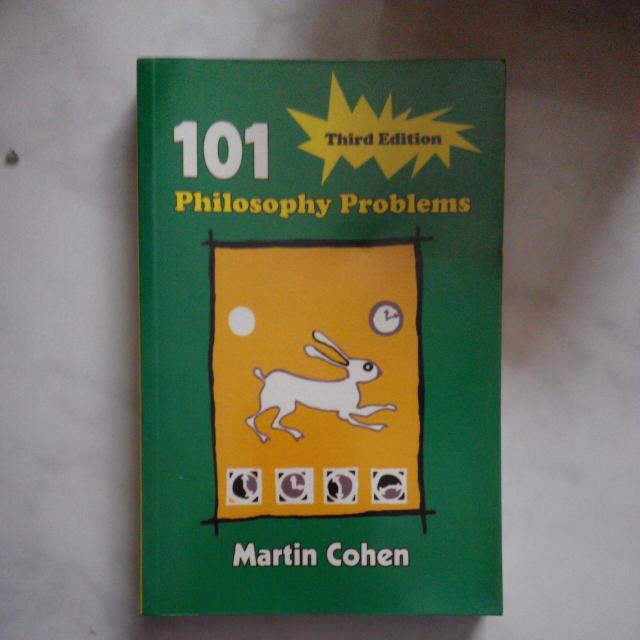 101
Third Edition
Philosophy Problems
Martin Cohen